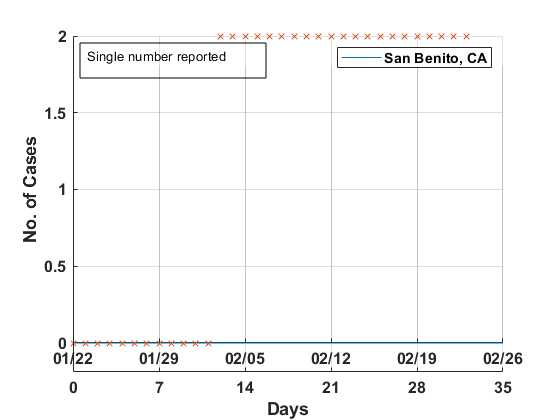 2
Single number reported
San Benito, CA
1.5
1
0.5
0
No. of Cases
01/22 01/29 02/05 02/12 02/19 02/26
0 7 14 21 28 35
Days